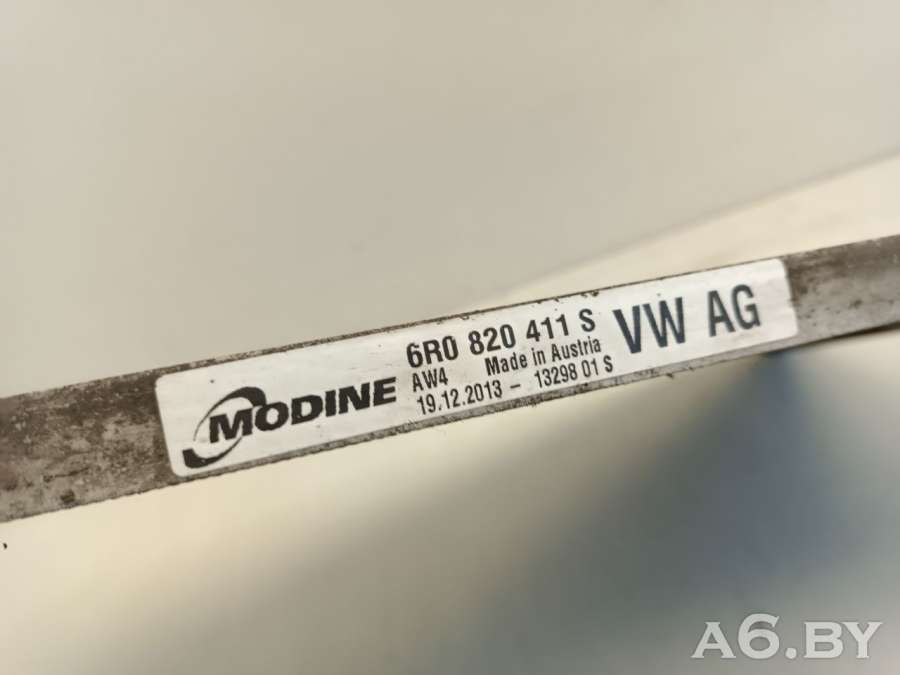 MODINE
6R0 820 411 S
AW4 Made in Austria
19.12.2013 - 13298 01 S
VW AG
A6.BY